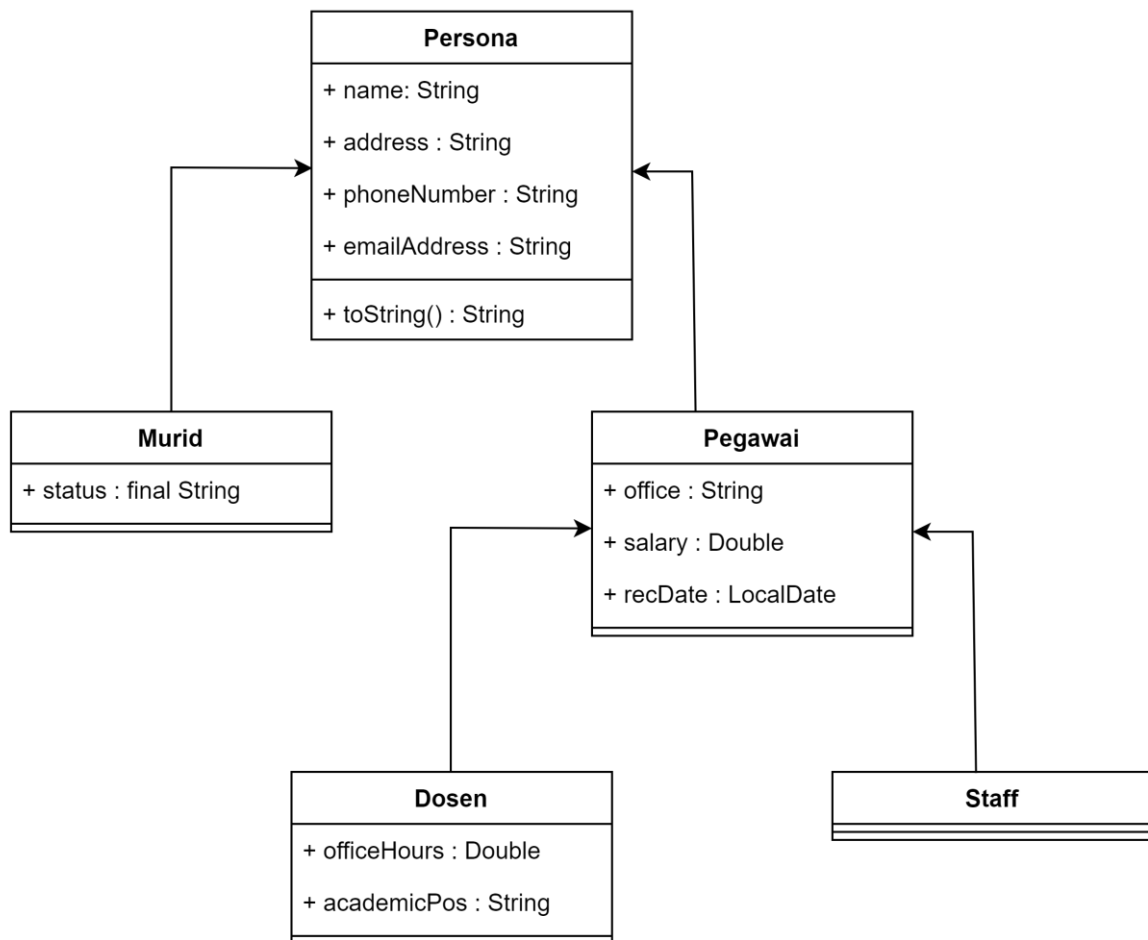 Persona
+ name: String
+ address : String
+ phoneNumber : String
+ emailAddress : String
+ toString() : String
Murid
+ status : final String
Pegawai
+ office : String
+ salary : Double
+ recDate : LocalDate
Dosen
+ officeHours : Double
+ academicPos : String
Staff